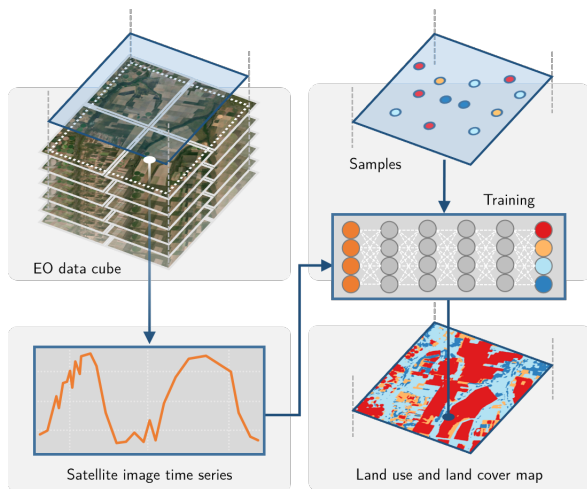 Samples
Training
EO data cube
Satellite image time series
Land use and land cover map